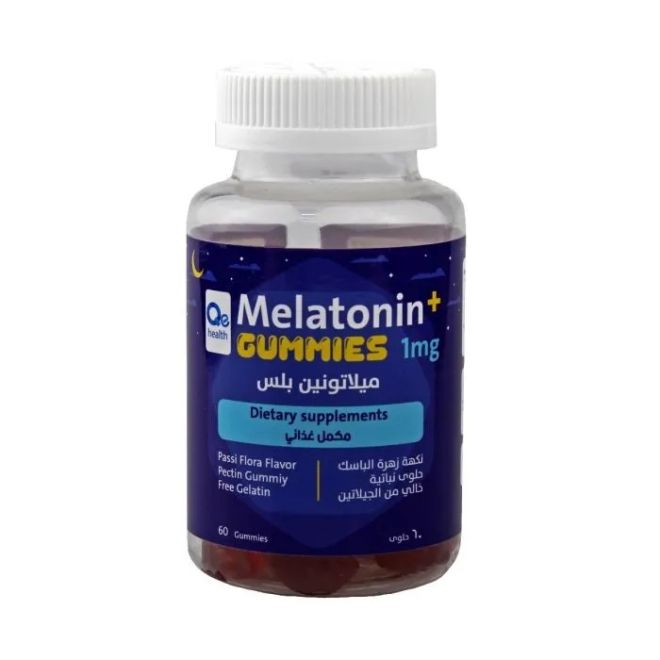 Qe
health
Melatonin+
GUMMIES 1mg
ميلاتونين بلس
Dietary supplements
مكمل غذائي
Passi Flora Flavor
Pectin Gummiy
Free Gelatin
نكهة زهرة الباسك
حلوى نباتية
خالي من الجيلاتين
60 Gummies
٦٠ حلوى